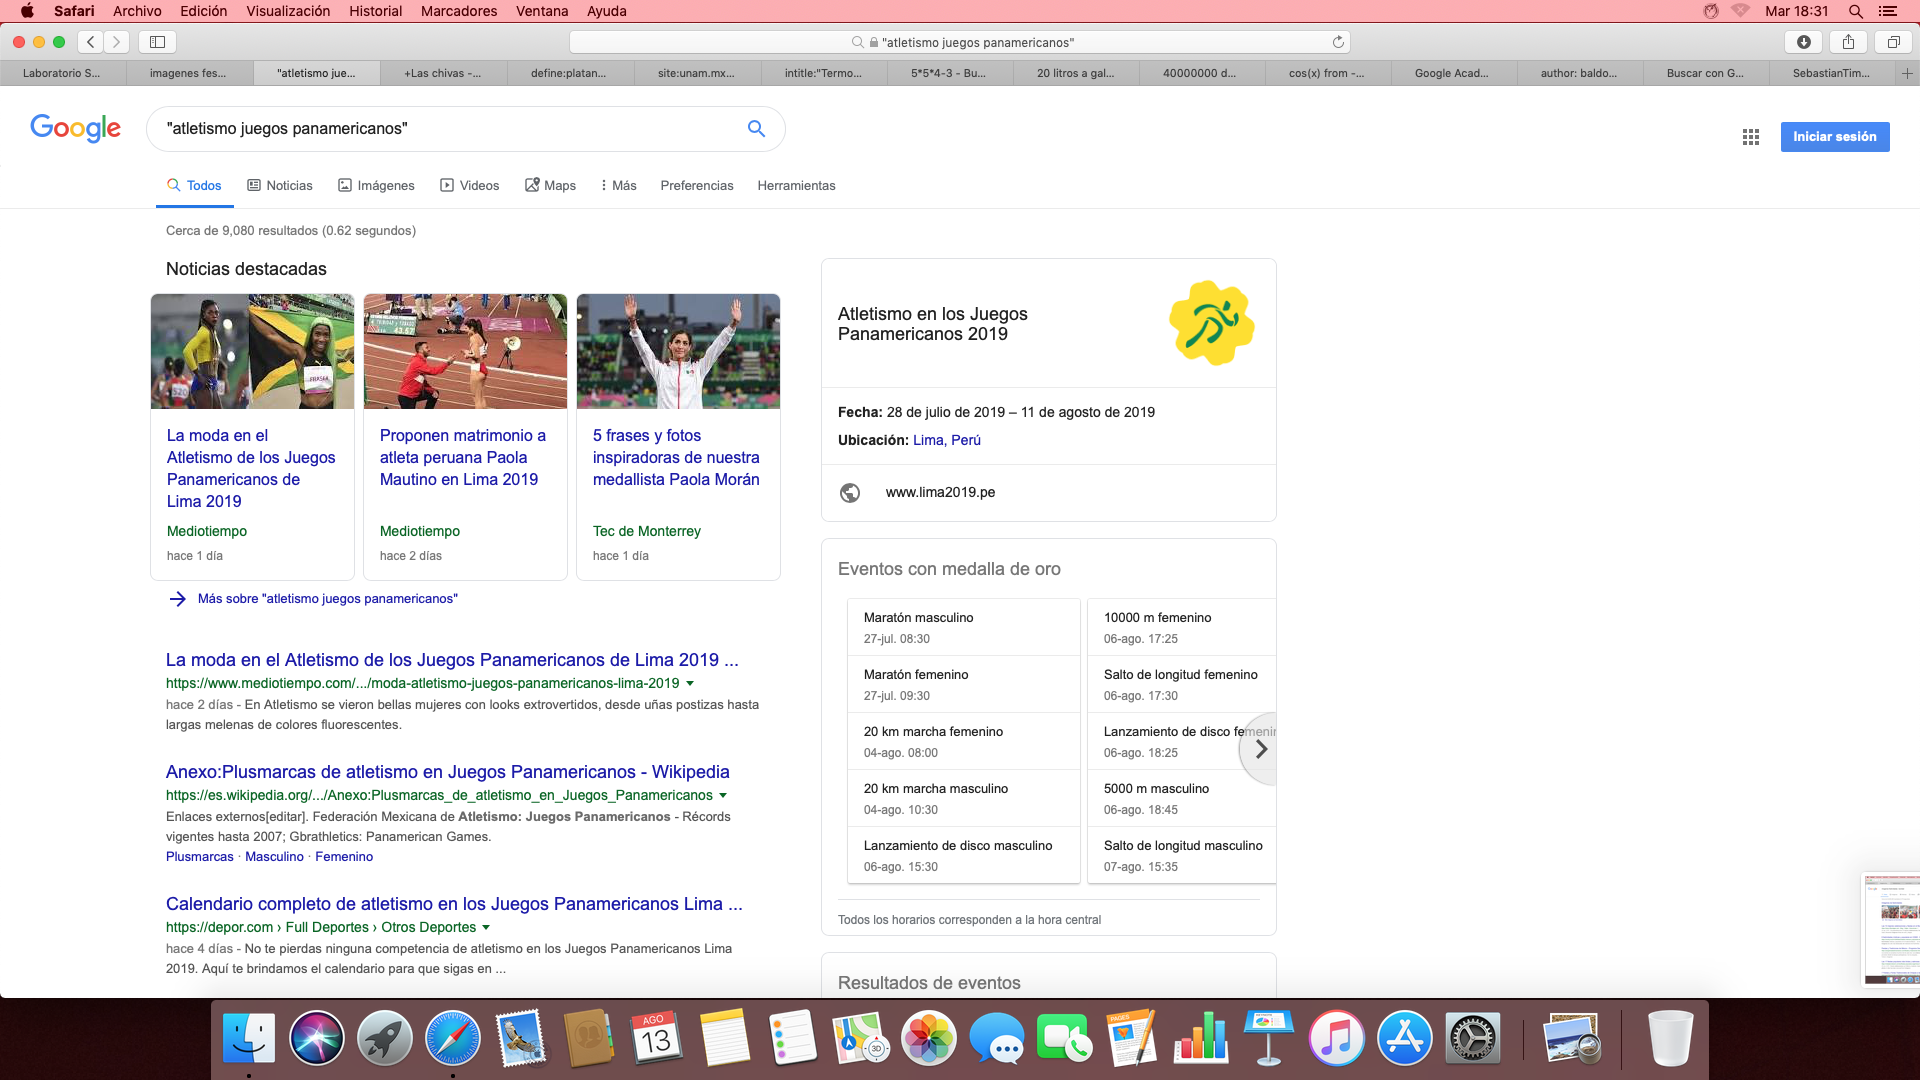 Safari Archivo Edición Visualización Historial Marcadores Ventana Ayuda Mar 18:31
"atletismo juegos panamericanos"
Laboratorio S... imagenes fes... "atletismo jue... +Las chivas -... define:platan... site:unam.mx... intitle:"Termo... 5*5*4-3 - Bu... 20 litros a gal... 40000000 d... cos(x) from -... Google Acad... author: baldo... Buscar con G... SebastianTim...
Google
"atletismo juegos panamericanos"
Iniciar sesión
Todos Noticias Imágenes Videos Maps Más Preferencias Herramientas
Cerca de 9,080 resultados (0.62 segundos)
Noticias destacadas
FRASER
La moda en el
Atletismo de los Juegos
Panamericanos de
Lima 2019
Mediotiempo
hace 1 día
Proponen matrimonio a
atleta peruana Paola
Mautino en Lima 2019
Mediotiempo
hace 2 días
5 frases y fotos
inspiradoras de nuestra
medallista Paola Morán
Tec de Monterrey
hace 1 día
Más sobre "atletismo juegos panamericanos"
La moda en el Atletismo de los Juegos Panamericanos de Lima 2019 ...
https://www.mediotiempo.com/.../moda-atletismo-juegos-panamericanos-lima-2019
hace 2 días - En Atletismo se vieron bellas mujeres con looks extrovertidos, desde uñas postizas hasta
largas melenas de colores fluorescentes.
Anexo:Plusmarcas de atletismo en Juegos Panamericanos - Wikipedia
https://es.wikipedia.org/.../Anexo:Plusmarcas_de_atletismo_en_Juegos_Panamericanos
Enlaces externos[editar]. Federación Mexicana de Atletismo: Juegos Panamericanos - Récords
vigentes hasta 2007; Gbrathletics: Panamerican Games.
Plusmarcas · Masculino · Femenino
Calendario completo de atletismo en los Juegos Panamericanos Lima ...
https://depor.com › Full Deportes › Otros Deportes
hace 4 días - No te pierdas ninguna competencia de atletismo en los Juegos Panamericanos Lima
2019. Aquí te brindamos el calendario para que sigas en ...
Atletismo en los Juegos
Panamericanos 2019
Fecha: 28 de julio de 2019 – 11 de agosto de 2019
Ubicación: Lima, Perú
www.lima2019.pe
Eventos con medalla de oro
Maratón masculino
27-jul. 08:30
Maratón femenino
27-jul. 09:30
20 km marcha femenino
04-ago. 08:00
20 km marcha masculino
04-ago. 10:30
Lanzamiento de disco masculino
06-ago. 15:30
10000 m femenino
06-ago. 17:25
Salto de longitud femenino
06-ago. 17:30
Lanzamiento de disco femenin
06-ago. 18:25
5000 m masculino
06-ago. 18:45
Salto de longitud masculino
07-ago. 15:35
Todos los horarios corresponden a la hora central
Resultados de eventos
AGO
13
3D
PAGES